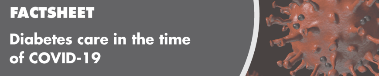 FACTSHEET
Diabetes care in the time
of COVID-19